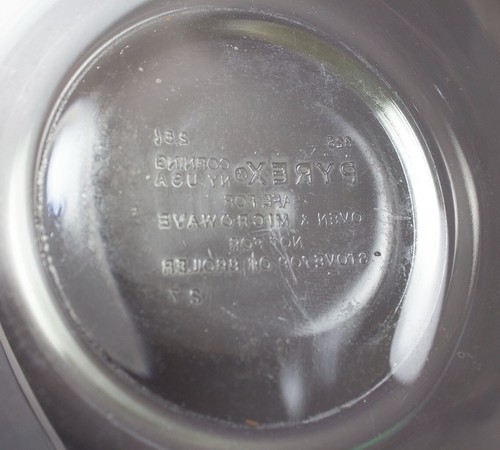 PYREX® CORNING NY USA
SAFE FOR
OVEN & MICROWAVE
NOT FOR
STOVETOP OR BROILER